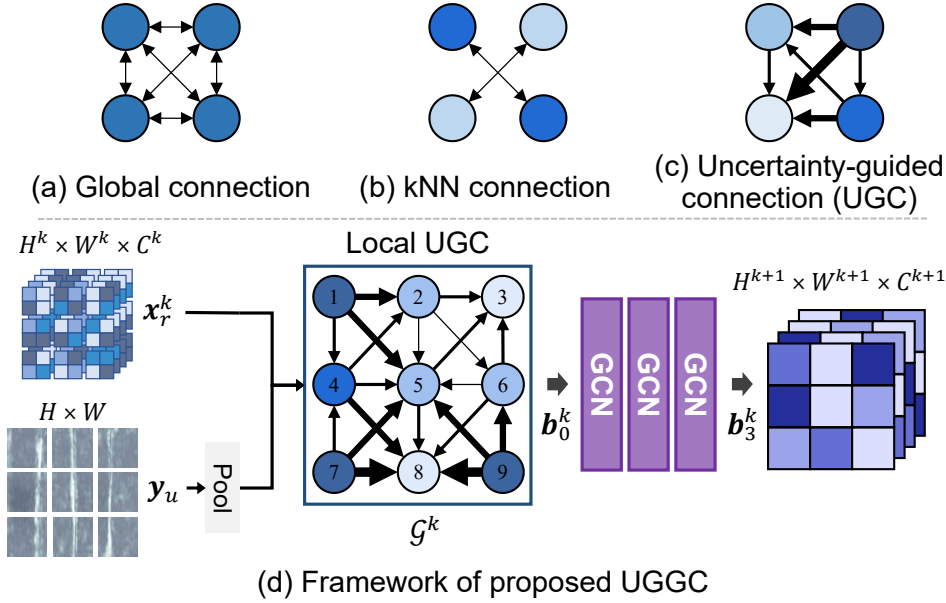 (a) Global connection
(b) kNN connection
(c) Uncertainty-guided
connection (UGC)
H^k × W^k × C^k
x_r^k
H × W
y_u
Pool
Local UGC
1 2 3
4 5 6
7 8 9
𝒢^k
b_0^k
GCN
GCN
GCN
b_3^k
H^{k+1} × W^{k+1} × C^{k+1}
(d) Framework of proposed UGGC